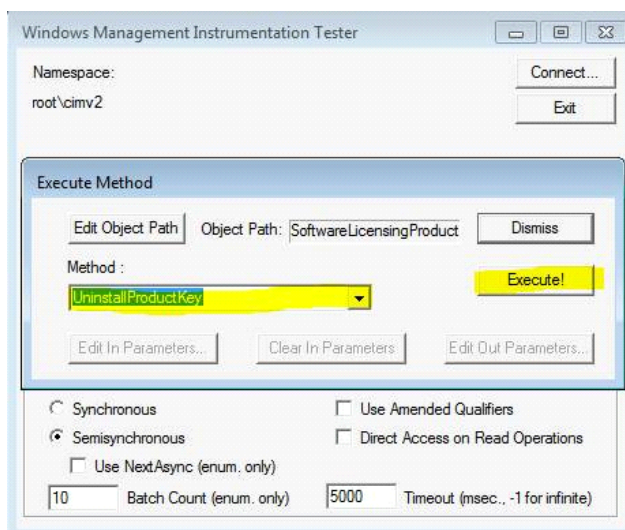 Windows Management Instrumentation Tester
Namespace:
Connect...
root\cimv2
Exit
Execute Method
Edit Object Path
Object Path:
SoftwareLicensingProduct
Dismiss
Method :
UninstallProductKey
Execute!
Edit In Parameters...
Clear In Parameters
Edit Out Parameters...
Synchronous
Use Amended Qualifiers
Semisynchronous
Direct Access on Read Operations
Use NextAsync (enum. only)
10
Batch Count (enum. only)
5000
Timeout (msec., -1 for infinite)